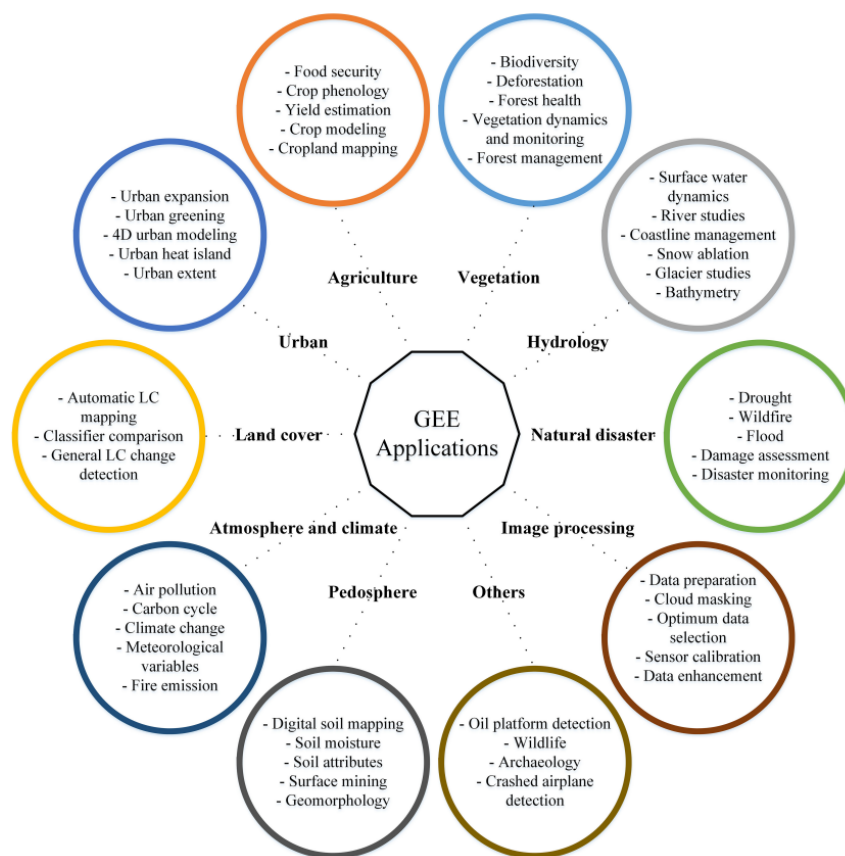 - Food security
- Crop phenology
- Yield estimation
- Crop modeling
- Cropland mapping
- Biodiversity
- Deforestation
- Forest health
- Vegetation dynamics
and monitoring
- Forest management
- Urban expansion
- Urban greening
- 4D urban modeling
- Urban heat island
- Urban extent
- Surface water
dynamics
- River studies
- Coastline management
- Snow ablation
- Glacier studies
- Bathymetry
Agriculture
Vegetation
Urban
Hydrology
- Automatic LC
mapping
- Classifier comparison
- General LC change
detection
Land cover
GEE
Applications
Natural disaster
- Drought
- Wildfire
- Flood
- Damage assessment
- Disaster monitoring
Atmosphere and climate
Image processing
Pedosphere
Others
- Air pollution
- Carbon cycle
- Climate change
- Meteorological
variables
- Fire emission
- Data preparation
- Cloud masking
- Optimum data
selection
- Sensor calibration
- Data enhancement
- Digital soil mapping
- Soil moisture
- Soil attributes
- Surface mining
- Geomorphology
- Oil platform detection
- Wildlife
- Archaeology
- Crashed airplane
detection